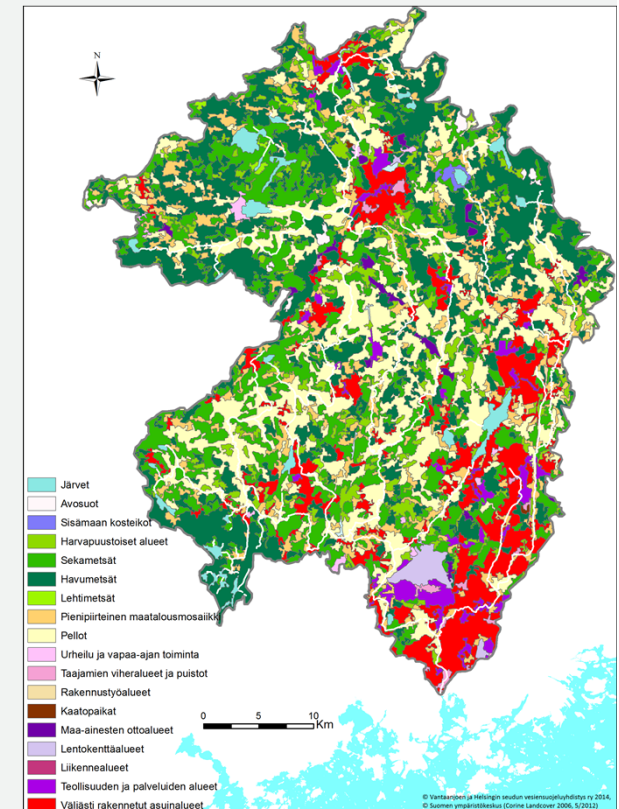 N
Järvet
Avosuot
Sisämaan kosteikot
Harvapuustoiset alueet
Sekametsät
Havumetsät
Lehtimetsät
Pienipiirteinen maatalousmosaiikki
Pellot
Urheilu ja vapaa-ajan toiminta
Taajamien viheralueet ja puistot
Rakennustyöalueet
Kaatopaikat
Maa-ainesten ottoalueet
Lentokenttäalueet
Liikennealueet
Teollisuuden ja palveluiden alueet
Väljästi rakennetut asuinalueet
0 5 10
Km
© Vantaanjoen ja Helsingin seudun vesiensuojeluyhdistys ry 2014,
© Suomen ympäristökeskus (Corine Landcover 2006, 5/2012)